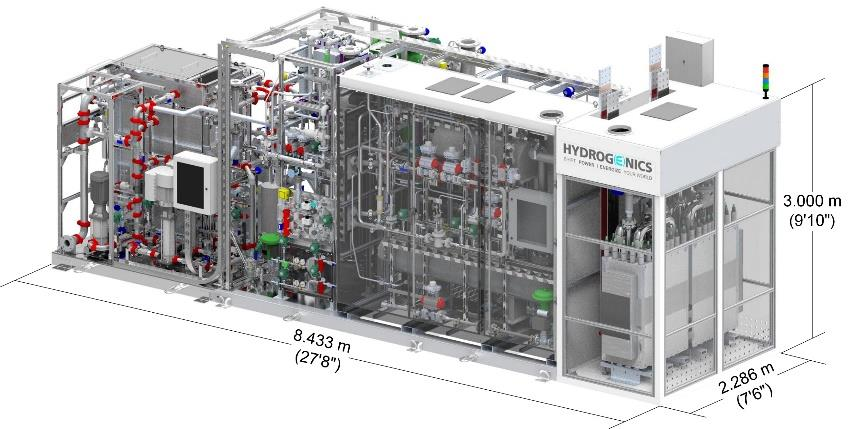 HYDROGENICS
SHIFT POWER | ENERGIZE YOUR WORLD
3.000 m
(9'10")
8.433 m
(27'8")
2.286 m
(7'6")